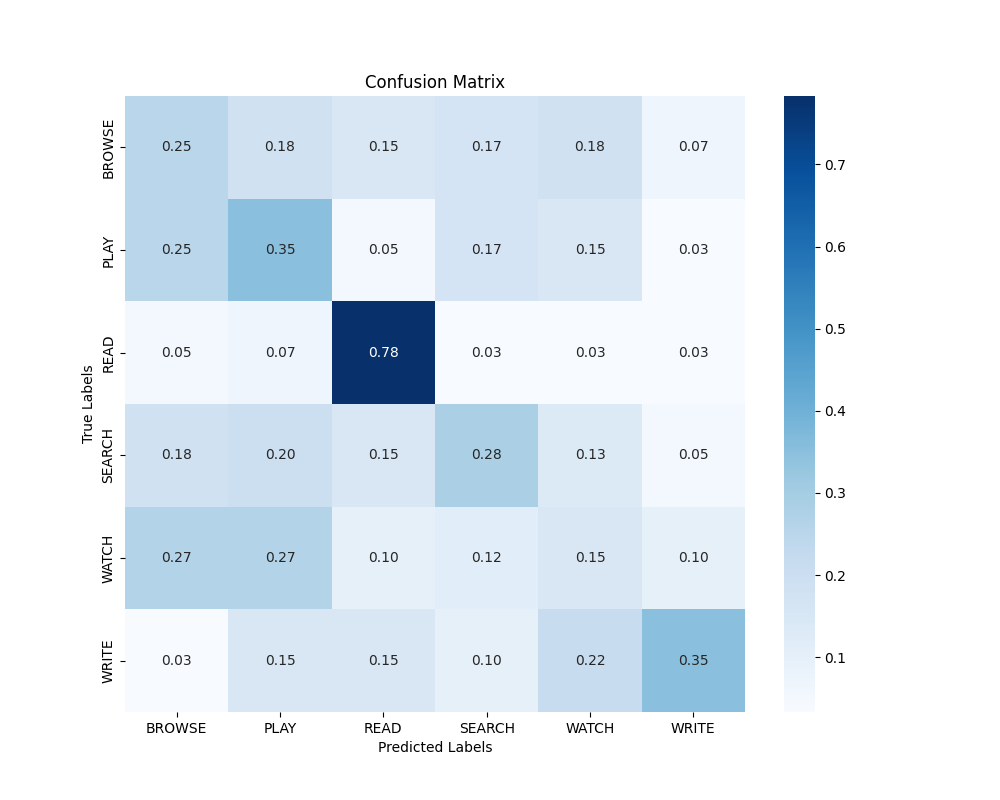 Confusion Matrix
BROWSE 0.25 0.18 0.15 0.17 0.18 0.07
PLAY 0.25 0.35 0.05 0.17 0.15 0.03
READ 0.05 0.07 0.78 0.03 0.03 0.03
SEARCH 0.18 0.20 0.15 0.28 0.13 0.05
WATCH 0.27 0.27 0.10 0.12 0.15 0.10
WRITE 0.03 0.15 0.15 0.10 0.22 0.35
True Labels
BROWSE PLAY READ SEARCH WATCH WRITE
Predicted Labels
0.7
0.6
0.5
0.4
0.3
0.2
0.1